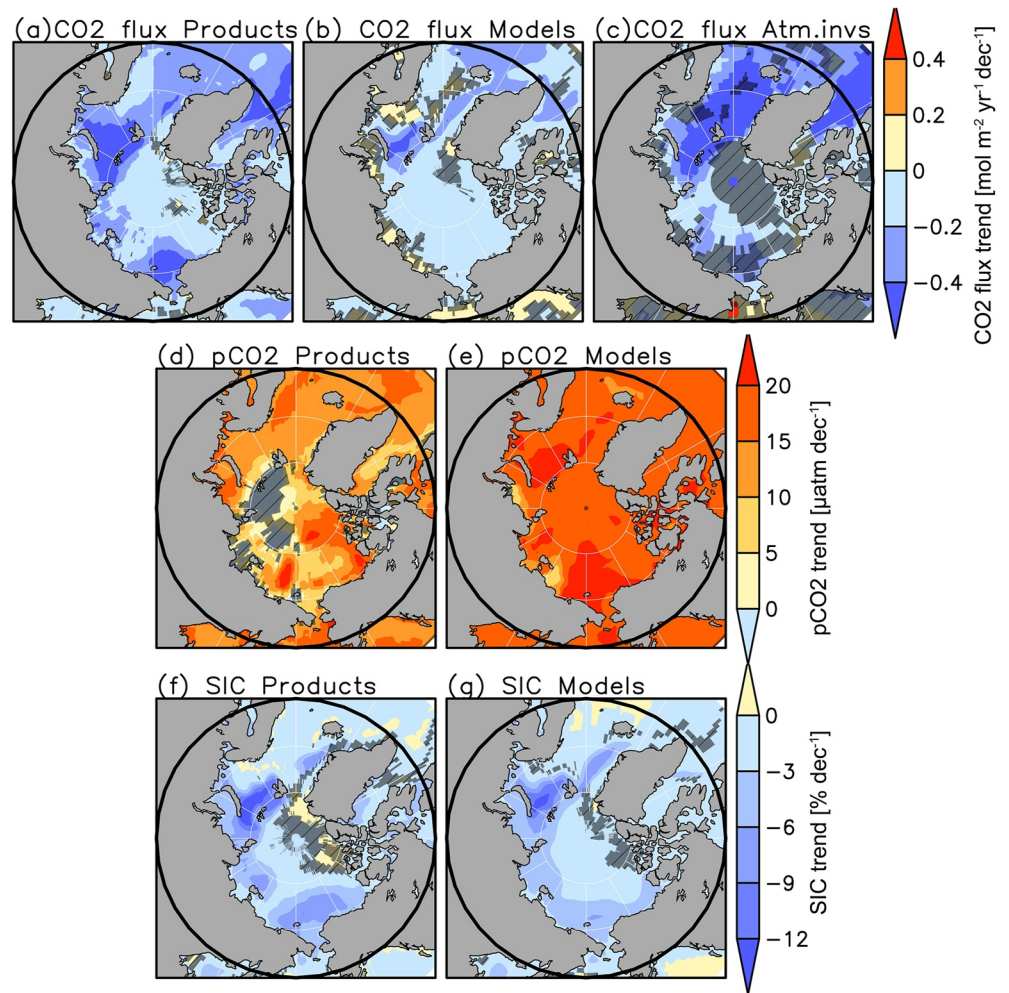 (a)CO2 flux Products
(b) CO2 flux Models
(c)CO2 flux Atm.invs
0.4
0.2
0
−0.2
−0.4
CO2 flux trend [mol m⁻² yr⁻¹ dec⁻¹]
(d) pCO2 Products
(e) pCO2 Models
20
15
10
5
0
pCO2 trend [µatm dec⁻¹]
(f) SIC Products
(g) SIC Models
0
−3
−6
−9
−12
SIC trend [% dec⁻¹]